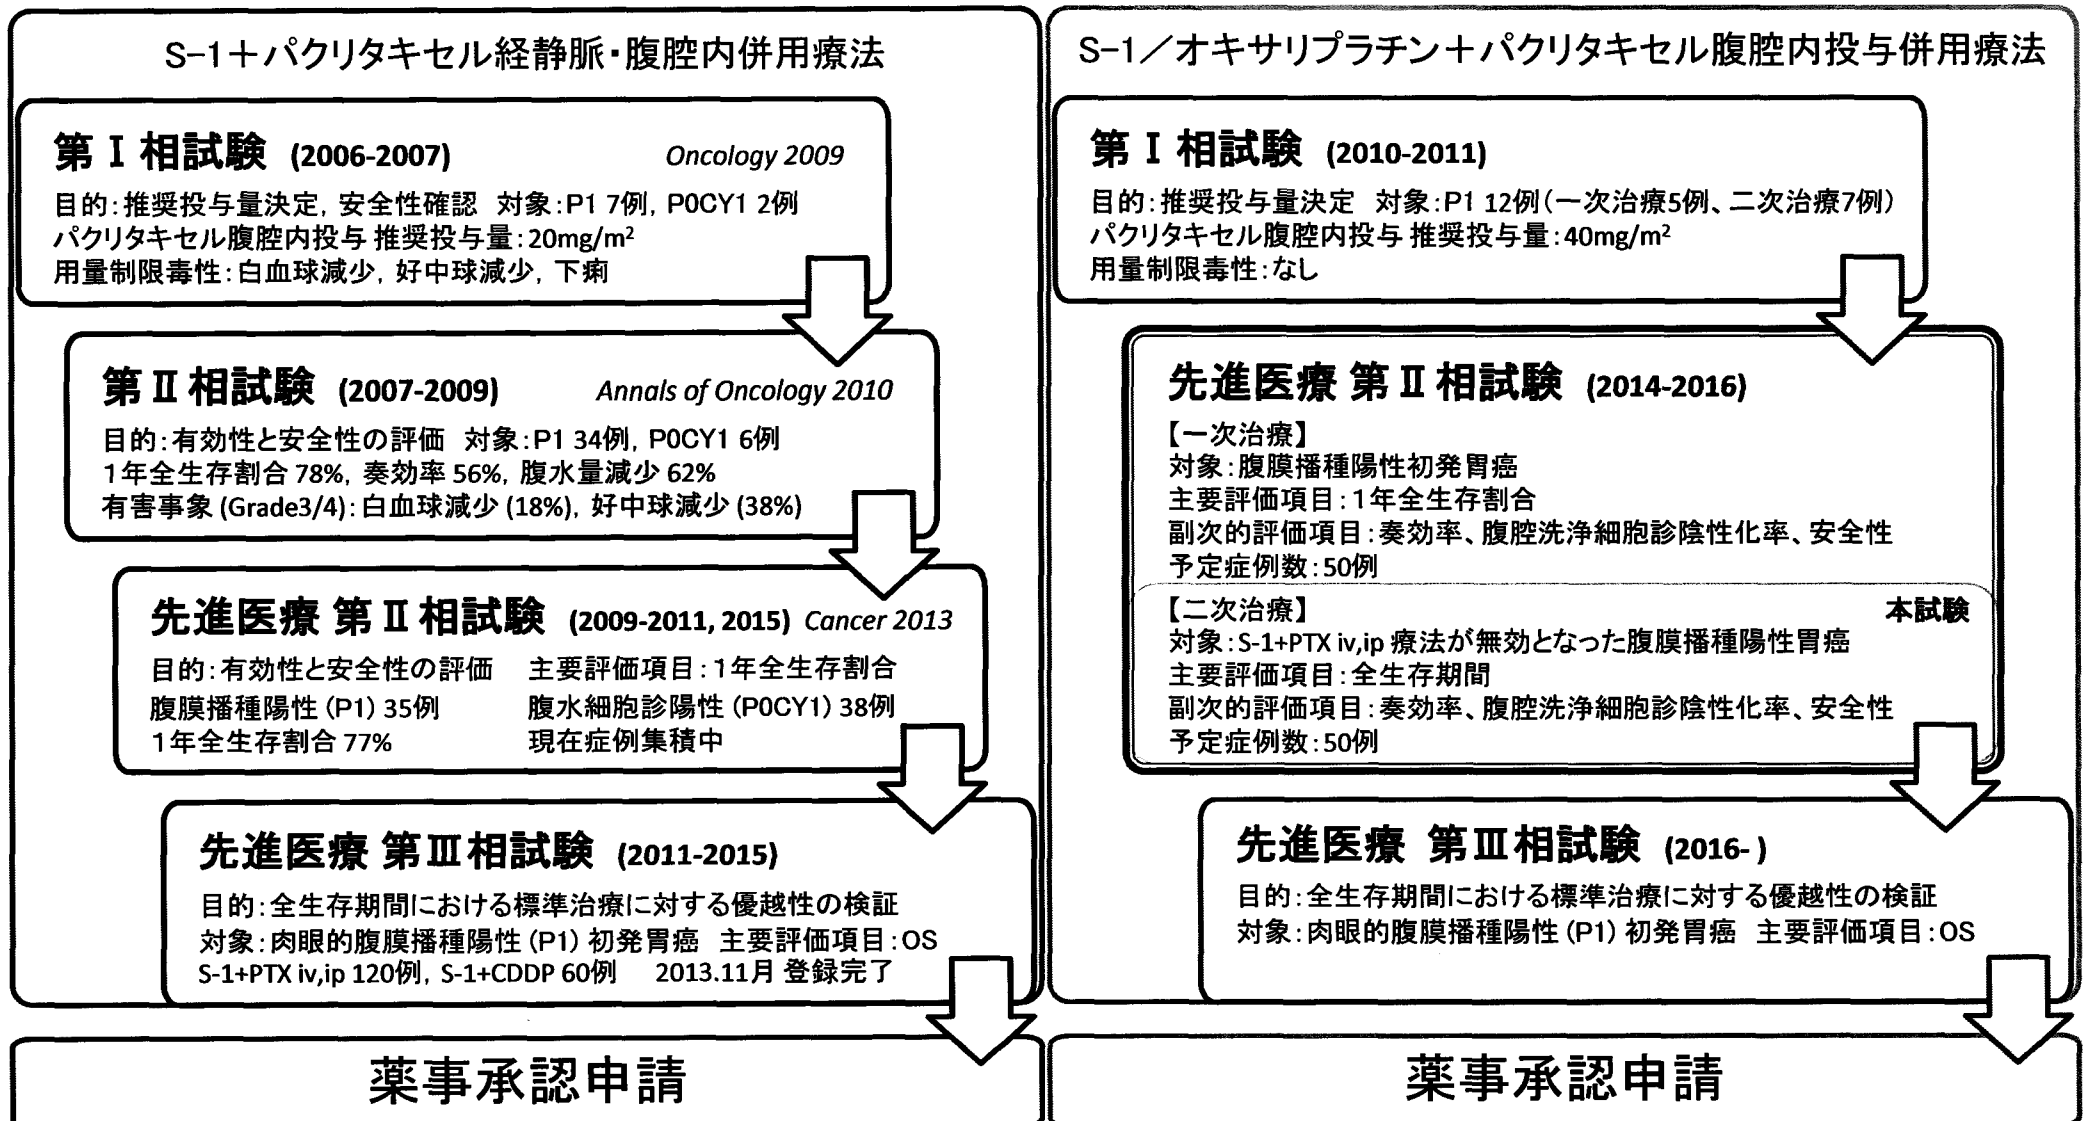 S-1＋パクリタキセル経静脈・腹腔内併用療法
第Ⅰ相試験 (2006-2007) Oncology 2009
目的：推奨投与量決定，安全性確認 対象：P1 7例，P0CY1 2例
パクリタキセル腹腔内投与 推奨投与量：20mg/m²
用量制限毒性：白血球減少，好中球減少，下痢
第Ⅱ相試験 (2007-2009) Annals of Oncology 2010
目的：有効性と安全性の評価 対象：P1 34例，P0CY1 6例
1年全生存割合 78%，奏効率 56%，腹水量減少 62%
有害事象 (Grade3/4)：白血球減少 (18%)，好中球減少 (38%)
先進医療 第Ⅱ相試験 (2009-2011, 2015) Cancer 2013
目的：有効性と安全性の評価 主要評価項目：1年全生存割合
腹膜播種陽性 (P1) 35例 腹水細胞診陽性 (P0CY1) 38例
1年全生存割合 77% 現在症例集積中
先進医療 第Ⅲ相試験 (2011-2015)
目的：全生存期間における標準治療に対する優越性の検証
対象：肉眼的腹膜播種陽性 (P1) 初発胃癌 主要評価項目：OS
S-1+PTX iv,ip 120例，S-1+CDDP 60例 2013.11月 登録完了
薬事承認申請
S-1／オキサリプラチン＋パクリタキセル腹腔内投与併用療法
第Ⅰ相試験 (2010-2011)
目的：推奨投与量決定 対象：P1 12例（一次治療5例、二次治療7例）
パクリタキセル腹腔内投与 推奨投与量：40mg/m²
用量制限毒性：なし
先進医療 第Ⅱ相試験 (2014-2016)
【一次治療】
対象：腹膜播種陽性初発胃癌
主要評価項目：1年全生存割合
副次的評価項目：奏効率、腹腔洗浄細胞診陰性化率、安全性
予定症例数：50例
【二次治療】 本試験
対象：S-1+PTX iv,ip 療法が無効となった腹膜播種陽性胃癌
主要評価項目：全生存期間
副次的評価項目：奏効率、腹腔洗浄細胞診陰性化率、安全性
予定症例数：50例
先進医療 第Ⅲ相試験 (2016- )
目的：全生存期間における標準治療に対する優越性の検証
対象：肉眼的腹膜播種陽性 (P1) 初発胃癌 主要評価項目：OS
薬事承認申請